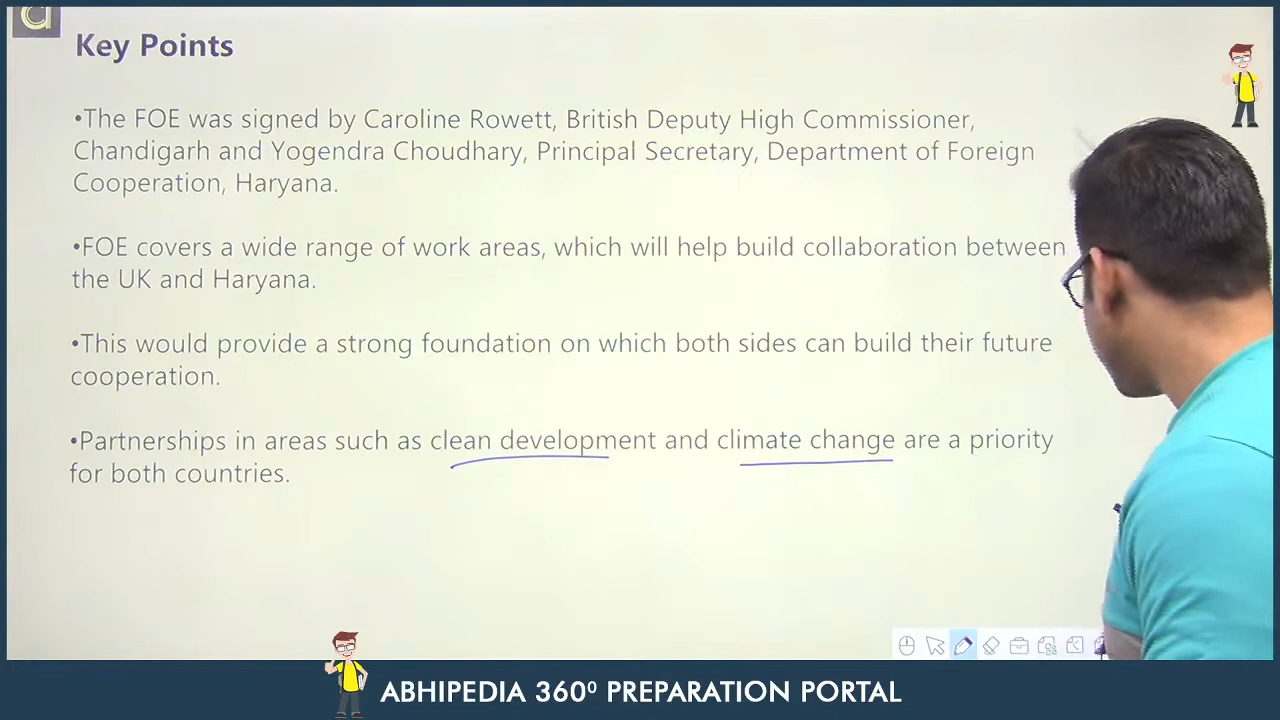 a
Key Points
•The FOE was signed by Caroline Rowett, British Deputy High Commissioner,
Chandigarh and Yogendra Choudhary, Principal Secretary, Department of Foreign
Cooperation, Haryana.
•FOE covers a wide range of work areas, which will help build collaboration between
the UK and Haryana.
•This would provide a strong foundation on which both sides can build their future
cooperation.
•Partnerships in areas such as clean development and climate change are a priority
for both countries.
ABHIPEDIA 360⁰ PREPARATION PORTAL